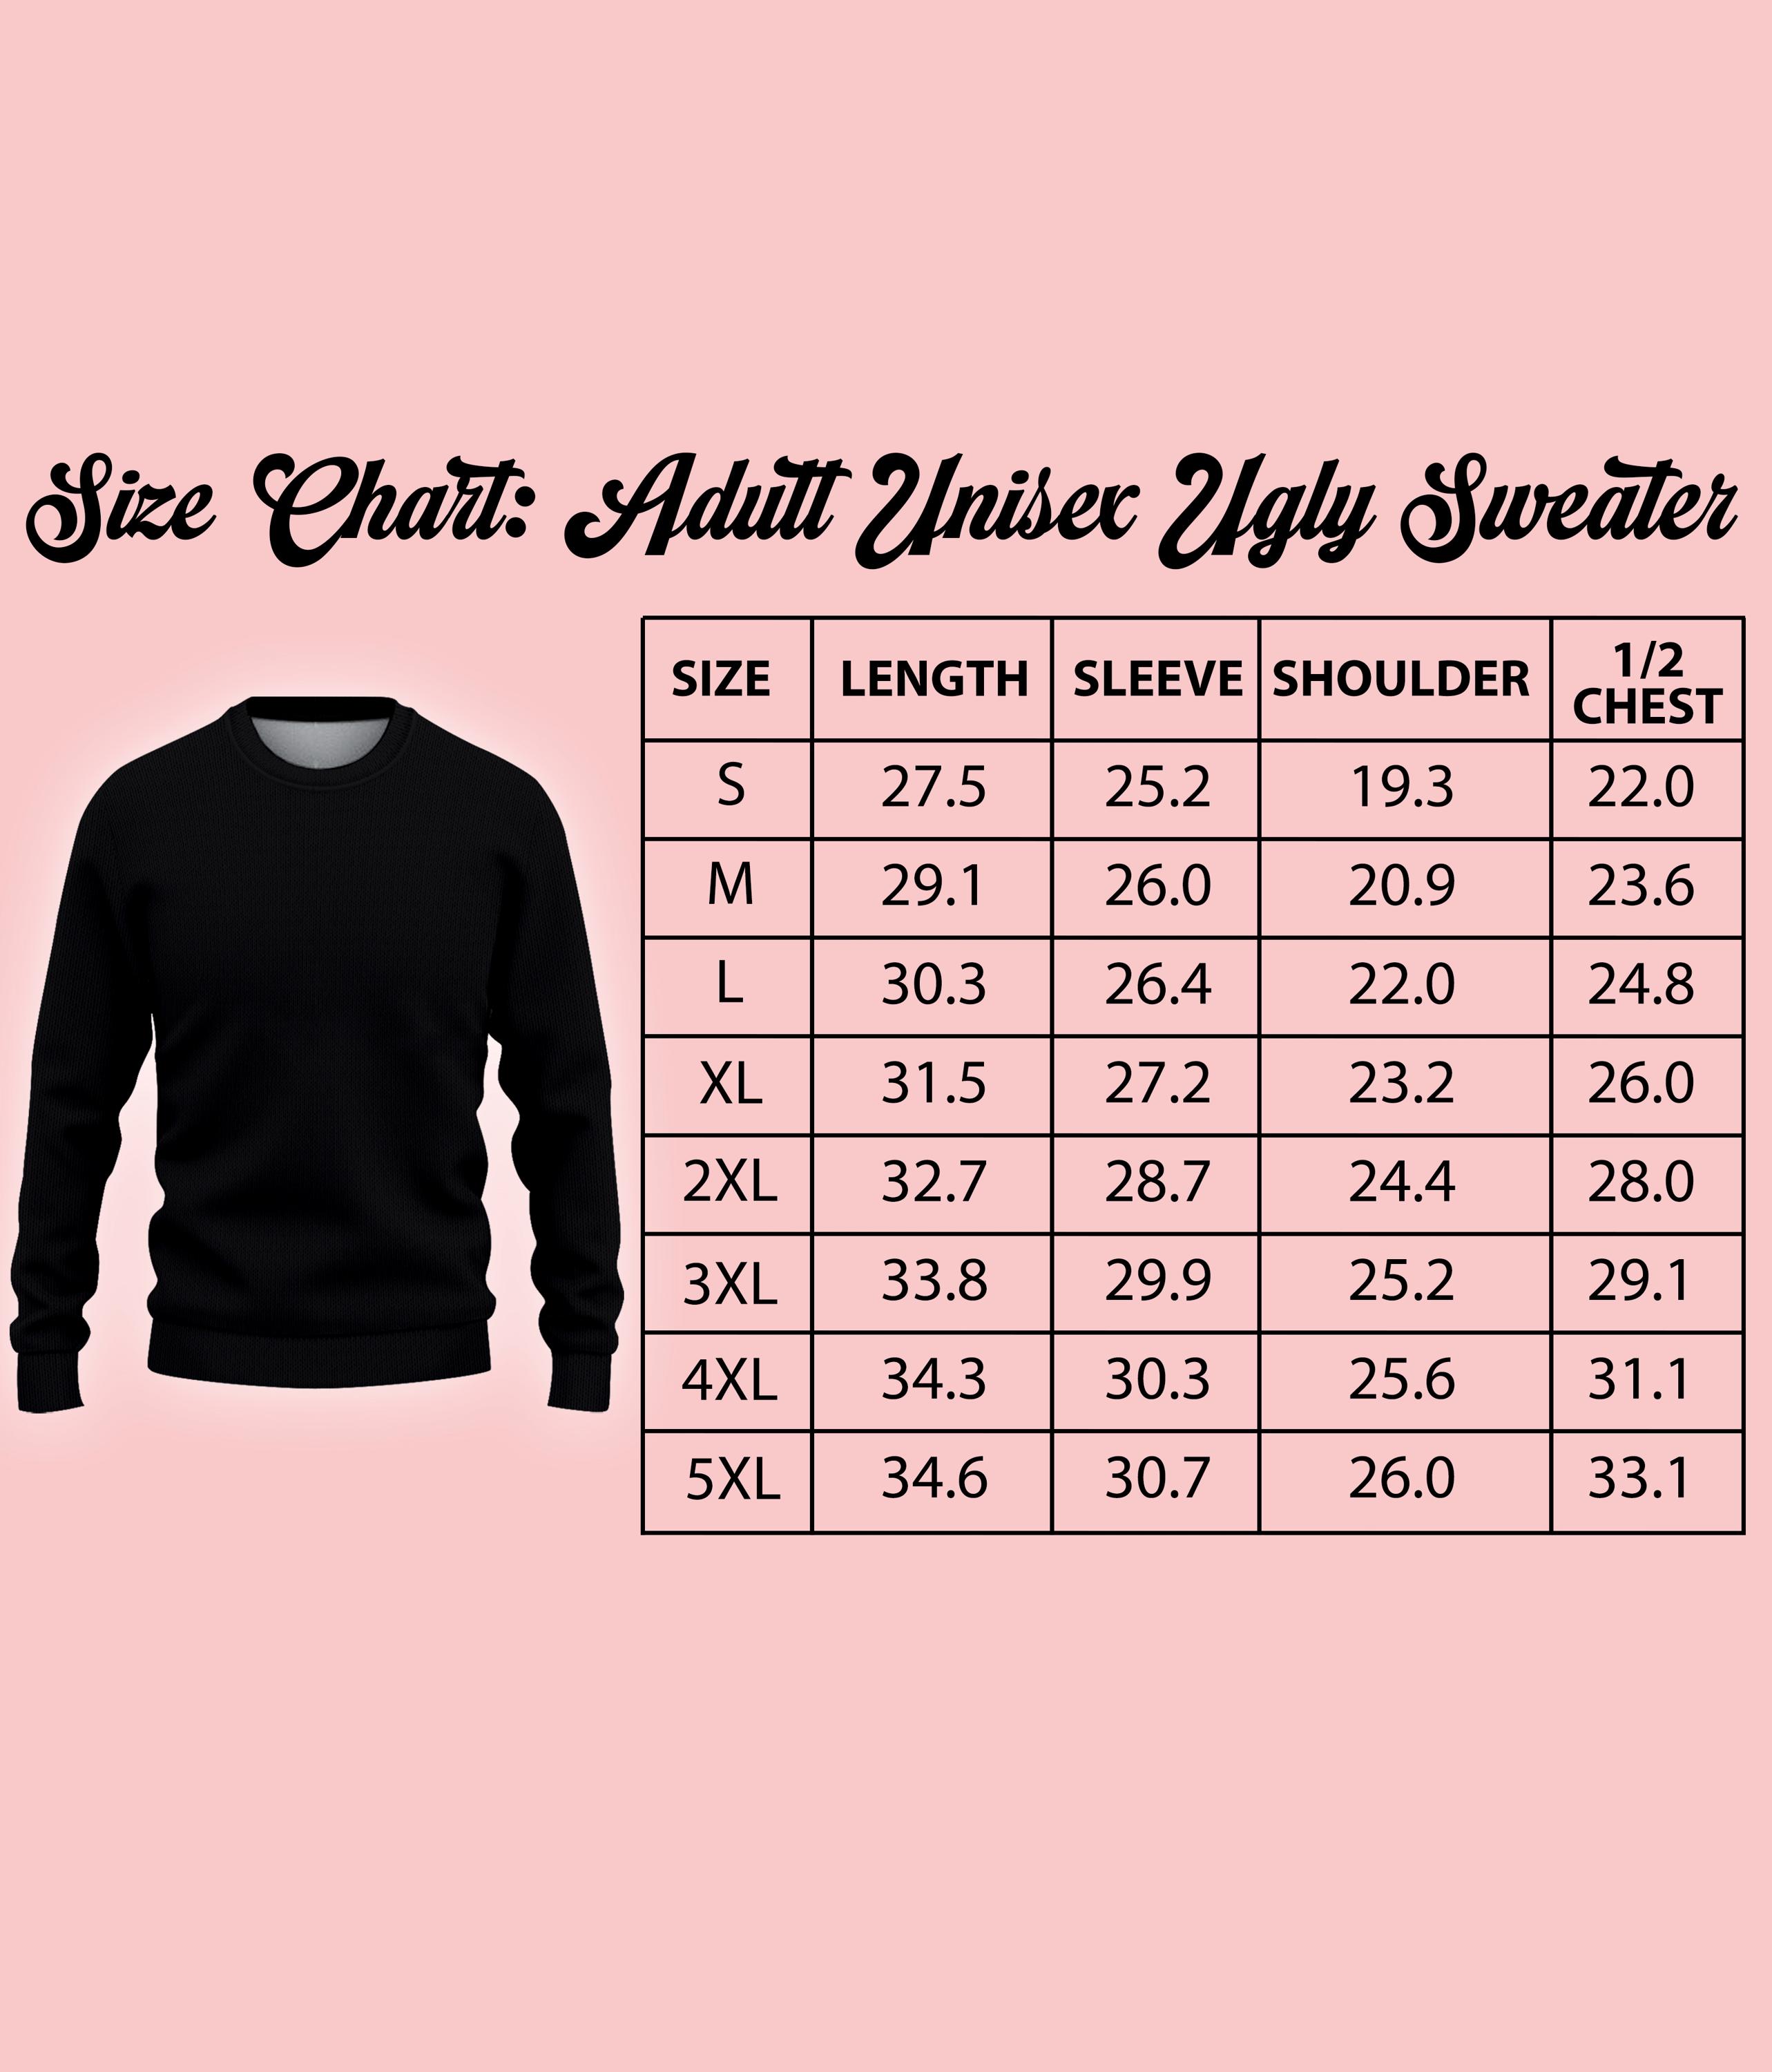 Size Chart: Adult Unisex Ugly Sweater
SIZE LENGTH SLEEVE SHOULDER 1/2 CHEST
S 27.5 25.2 19.3 22.0
M 29.1 26.0 20.9 23.6
L 30.3 26.4 22.0 24.8
XL 31.5 27.2 23.2 26.0
2XL 32.7 28.7 24.4 28.0
3XL 33.8 29.9 25.2 29.1
4XL 34.3 30.3 25.6 31.1
5XL 34.6 30.7 26.0 33.1